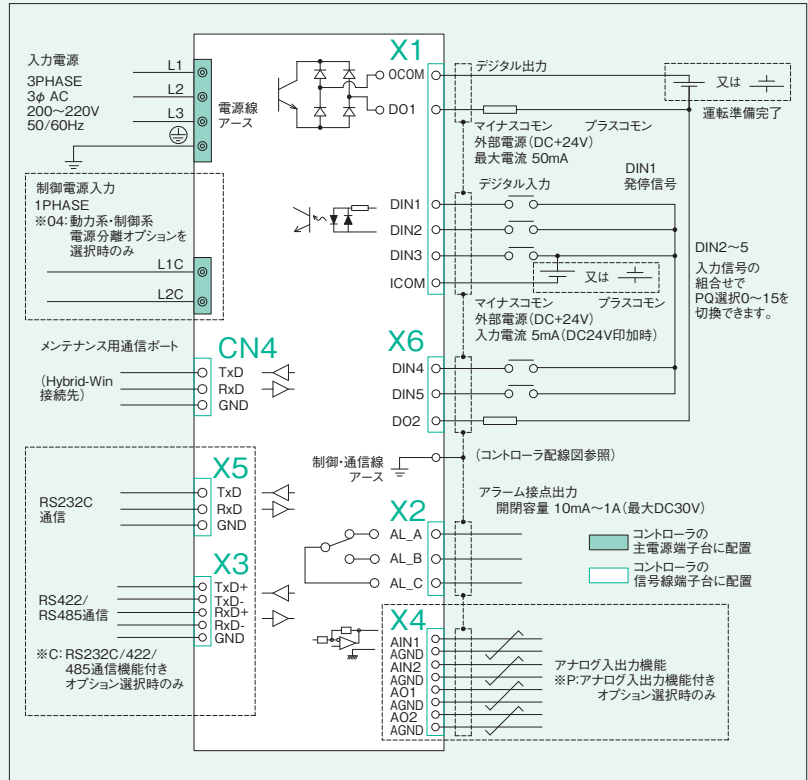 入力電源
3PHASE
3φ AC
200〜220V
50/60Hz
L1
L2
L3
電源線
アース
制御電源入力
1PHASE
※04：動力系・制御系
電源分離オプションを
選択時のみ
L1C
L2C
メンテナンス用通信ポート
(Hybrid-Win
接続先)
CN4
TxD
RxD
GND
RS232C
通信
X5
TxD
RxD
GND
RS422/
RS485通信
X3
TxD+
TxD-
RxD+
RxD-
GND
※C：RS232C/422/
485通信機能付き
オプション選択時のみ
X1
OCOM
DO1
デジタル出力
又は
運転準備完了
マイナスコモン
プラスコモン
外部電源(DC+24V)
最大電流 50mA
DIN1
発停信号
デジタル入力
DIN1
DIN2
DIN3
ICOM
又は
マイナスコモン
プラスコモン
外部電源(DC+24V)
入力電流 5mA(DC24V印加時)
DIN2〜5
入力信号の
組合せで
PQ選択0〜15を
切換できます。
X6
DIN4
DIN5
DO2
制御・通信線
アース
(コントローラ配線図参照)
X2
AL_A
AL_B
AL_C
アラーム接点出力
開閉容量 10mA〜1A(最大DC30V)
コントローラの
主電源端子台に配置
コントローラの
信号線端子台に配置
X4
AIN1
AGND
AIN2
AGND
AO1
AGND
AO2
AGND
アナログ入出力機能
※P：アナログ入出力機能付き
オプション選択時のみ